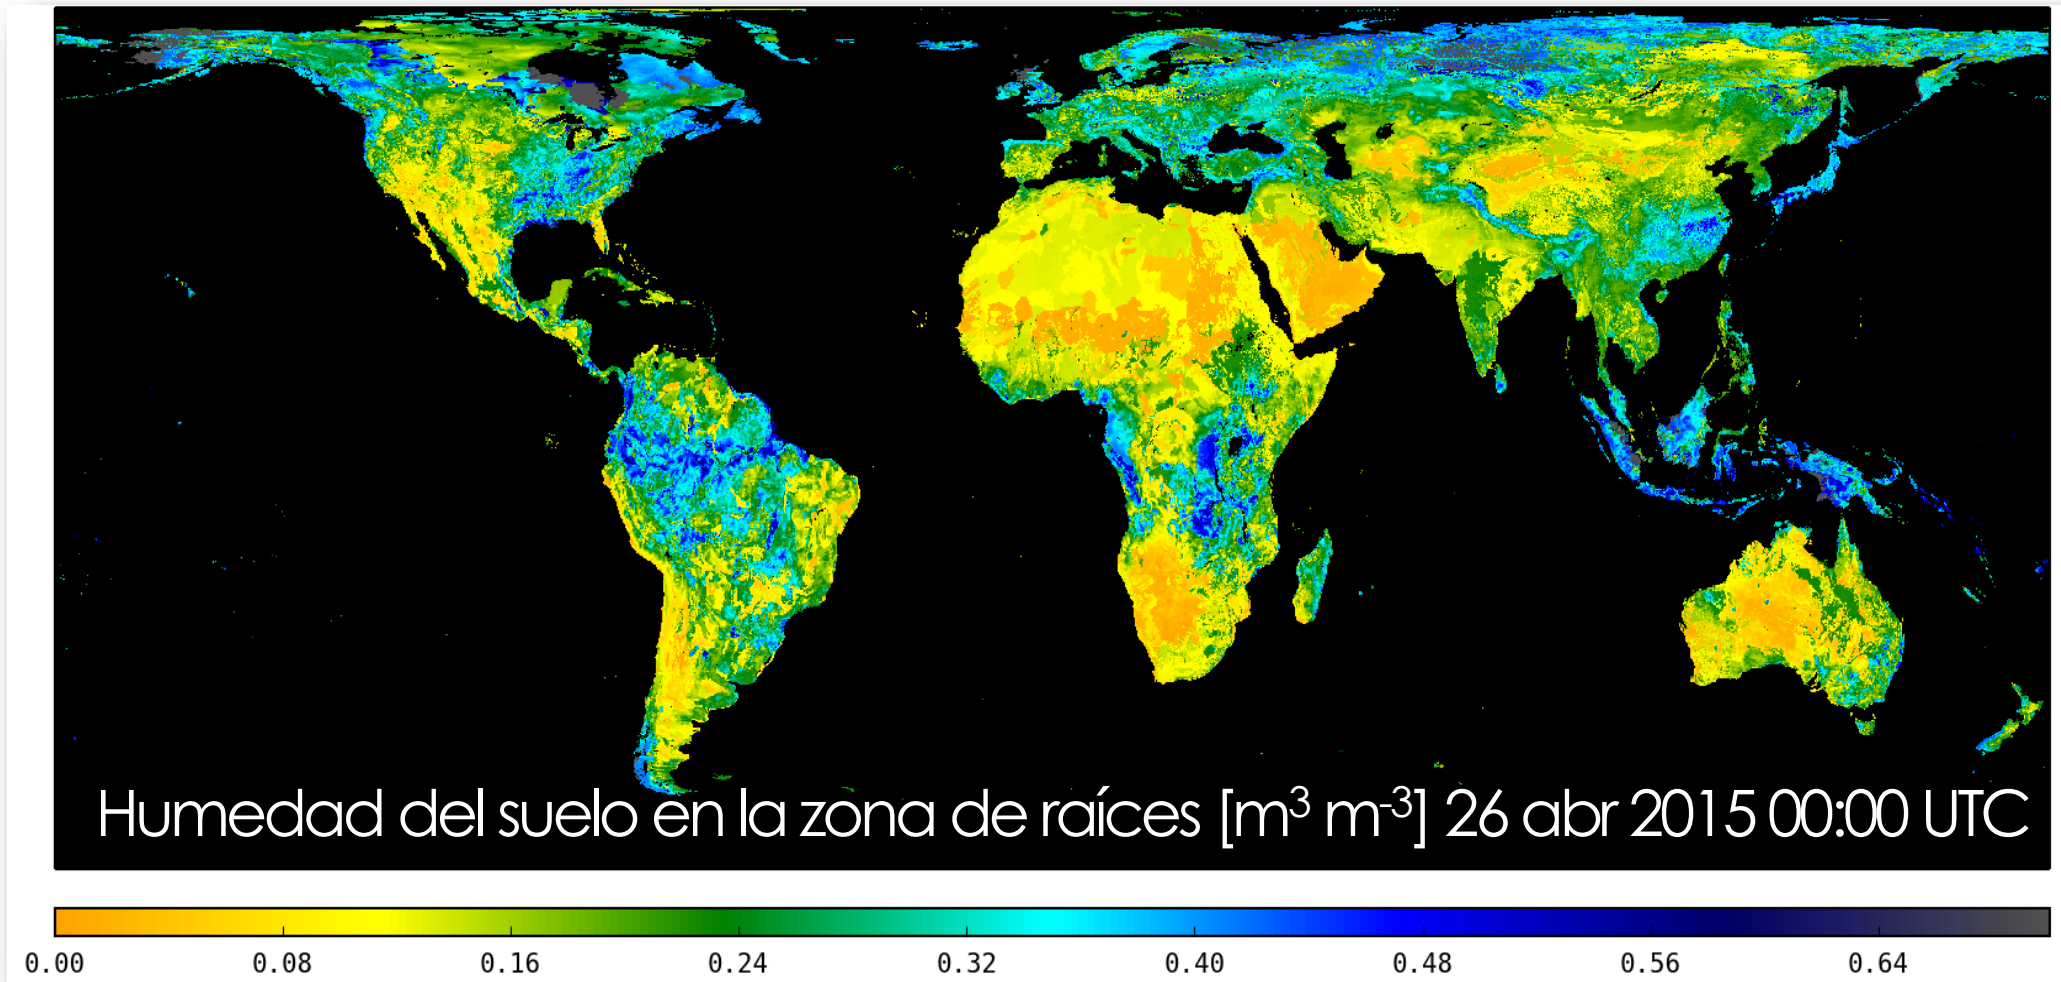 Humedad del suelo en la zona de raíces [m³ m⁻³] 26 abr 2015 00:00 UTC
0.00 0.08 0.16 0.24 0.32 0.40 0.48 0.56 0.64